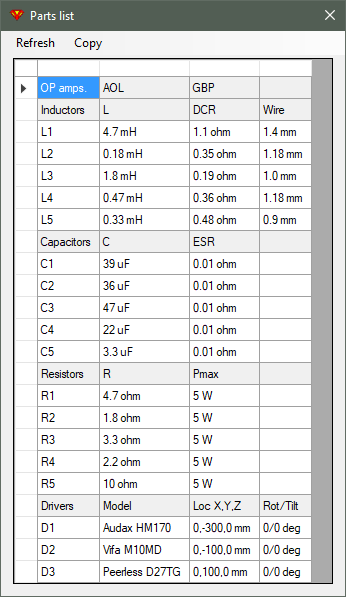 Parts list
Refresh Copy
OP amps. AOL GBP
Inductors L DCR Wire
L1 4.7 mH 1.1 ohm 1.4 mm
L2 0.18 mH 0.35 ohm 1.18 mm
L3 1.8 mH 0.19 ohm 1.0 mm
L4 0.47 mH 0.36 ohm 1.18 mm
L5 0.33 mH 0.48 ohm 0.9 mm
Capacitors C ESR
C1 39 uF 0.01 ohm
C2 36 uF 0.01 ohm
C3 47 uF 0.01 ohm
C4 22 uF 0.01 ohm
C5 3.3 uF 0.01 ohm
Resistors R Pmax
R1 4.7 ohm 5 W
R2 1.8 ohm 5 W
R3 3.3 ohm 5 W
R4 2.2 ohm 5 W
R5 10 ohm 5 W
Drivers Model Loc X,Y,Z Rot/Tilt
D1 Audax HM170 0,-300,0 mm 0/0 deg
D2 Vifa M10MD 0,-100,0 mm 0/0 deg
D3 Peerless D27TG 0,100,0 mm 0/0 deg